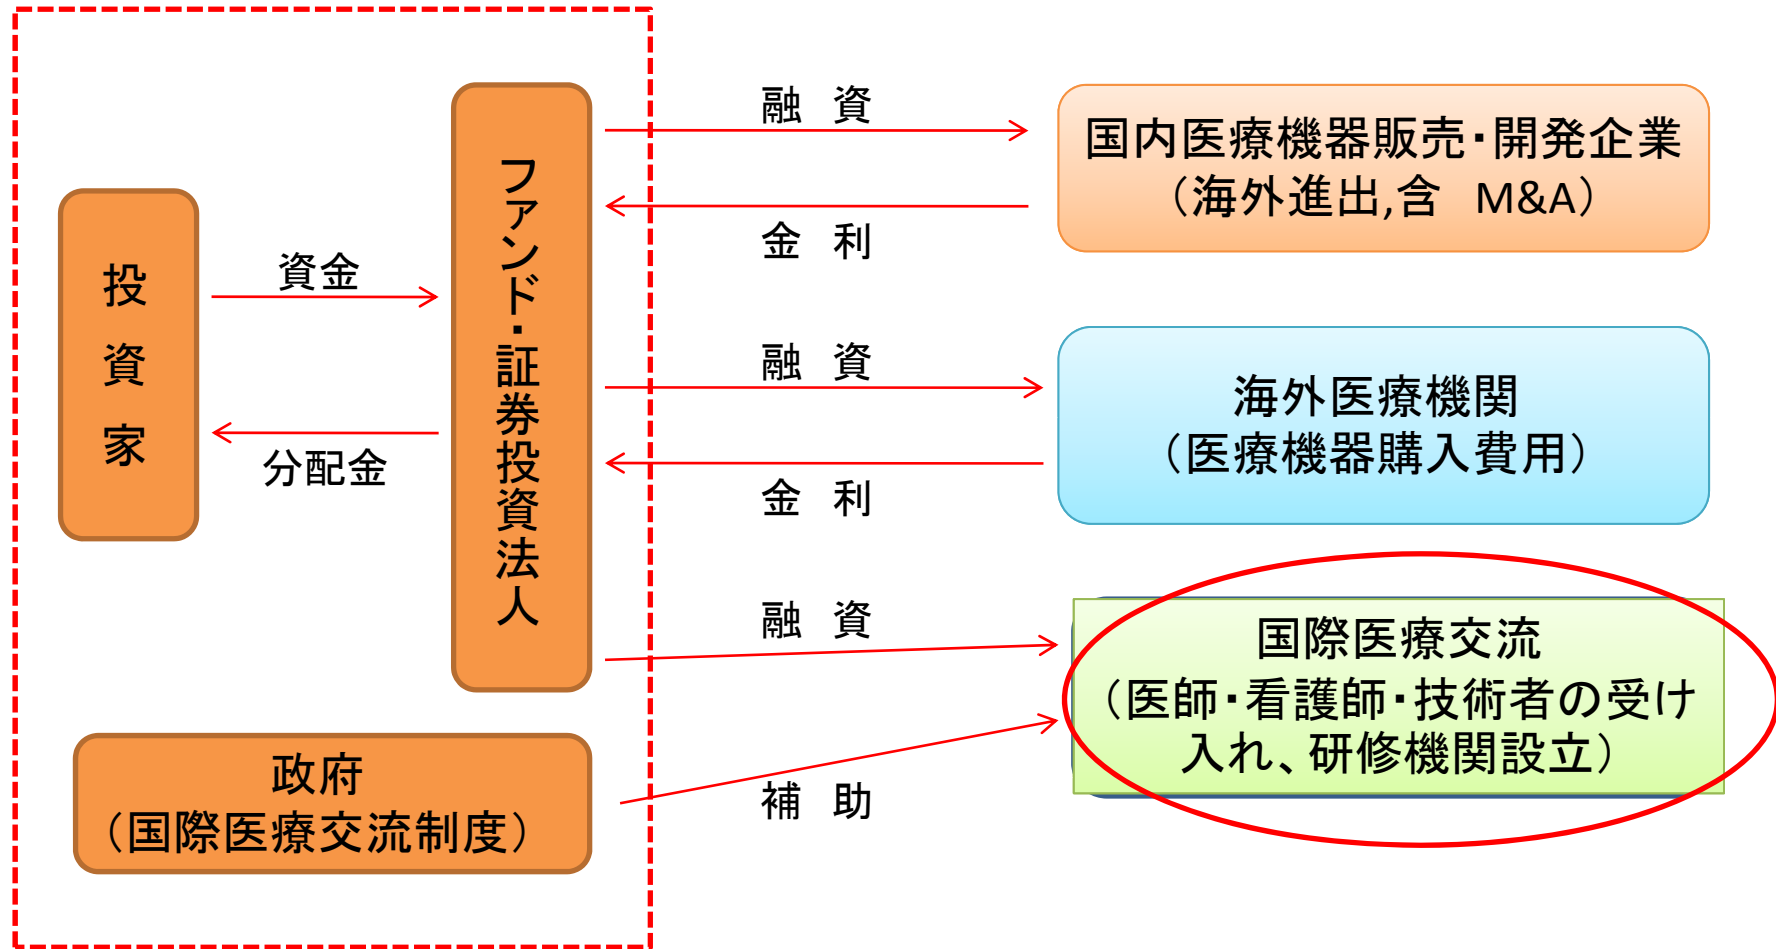 投資家
資金
分配金
ファンド・証券投資法人
政府
（国際医療交流制度）
融　資
金　利
融　資
金　利
融　資
補　助
国内医療機器販売・開発企業
（海外進出,含　M&A）
海外医療機関
（医療機器購入費用）
国際医療交流
（医師・看護師・技術者の受け
入れ、研修機関設立）